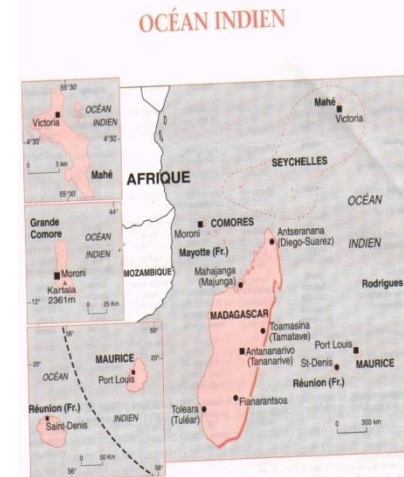 OCÉAN INDIEN
55°30'
OCÉAN
INDIEN
Victoria
4°30'
4°30'
0 5 km
Mahé
55°30'
AFRIQUE
Mahé
Victoria
SEYCHELLES
OCÉAN
INDIEN
Grande
Comore
44°
OCÉAN
INDIEN
Moroni
Kartala
2361m
12°
0 25 Km
COMORES
Moroni
Mayotte (Fr.)
Antseranana
(Diego-Suarez)
MOZAMBIQUE
Mahajanga
(Majunga)
Rodrigues
MADAGASCAR
Toamasina
(Tamatave)
Antananarivo
(Tananarive)
Port Louis
St-Denis
MAURICE
Réunion (Fr.)
Fianarantsoa
Toleara
(Tuléar)
0 300 km
58°
20°
20°
MAURICE
Port Louis
OCÉAN
INDIEN
Réunion (Fr.)
Saint-Denis
0 50 Km
56°
58°